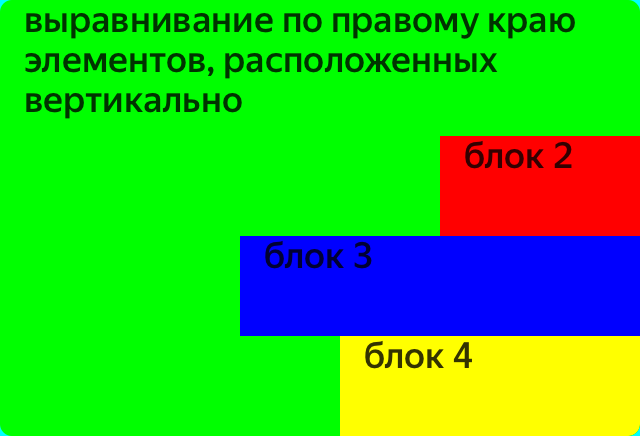 выравнивание по правому краю
элементов, расположенных
вертикально
блок 2
блок 3
блок 4